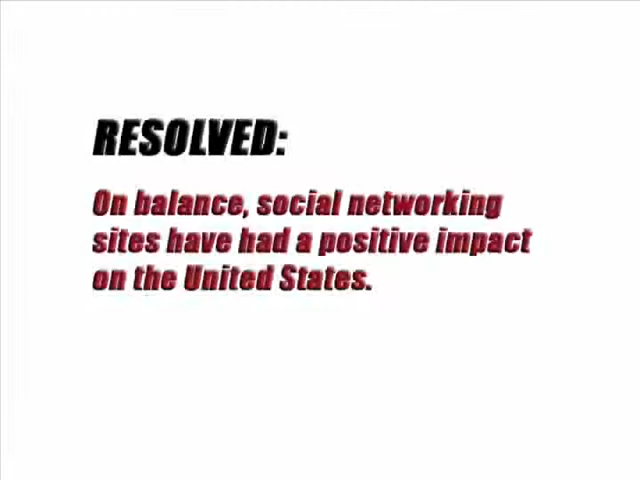 RESOLVED:
On balance, social networking
sites have had a positive impact
on the United States.